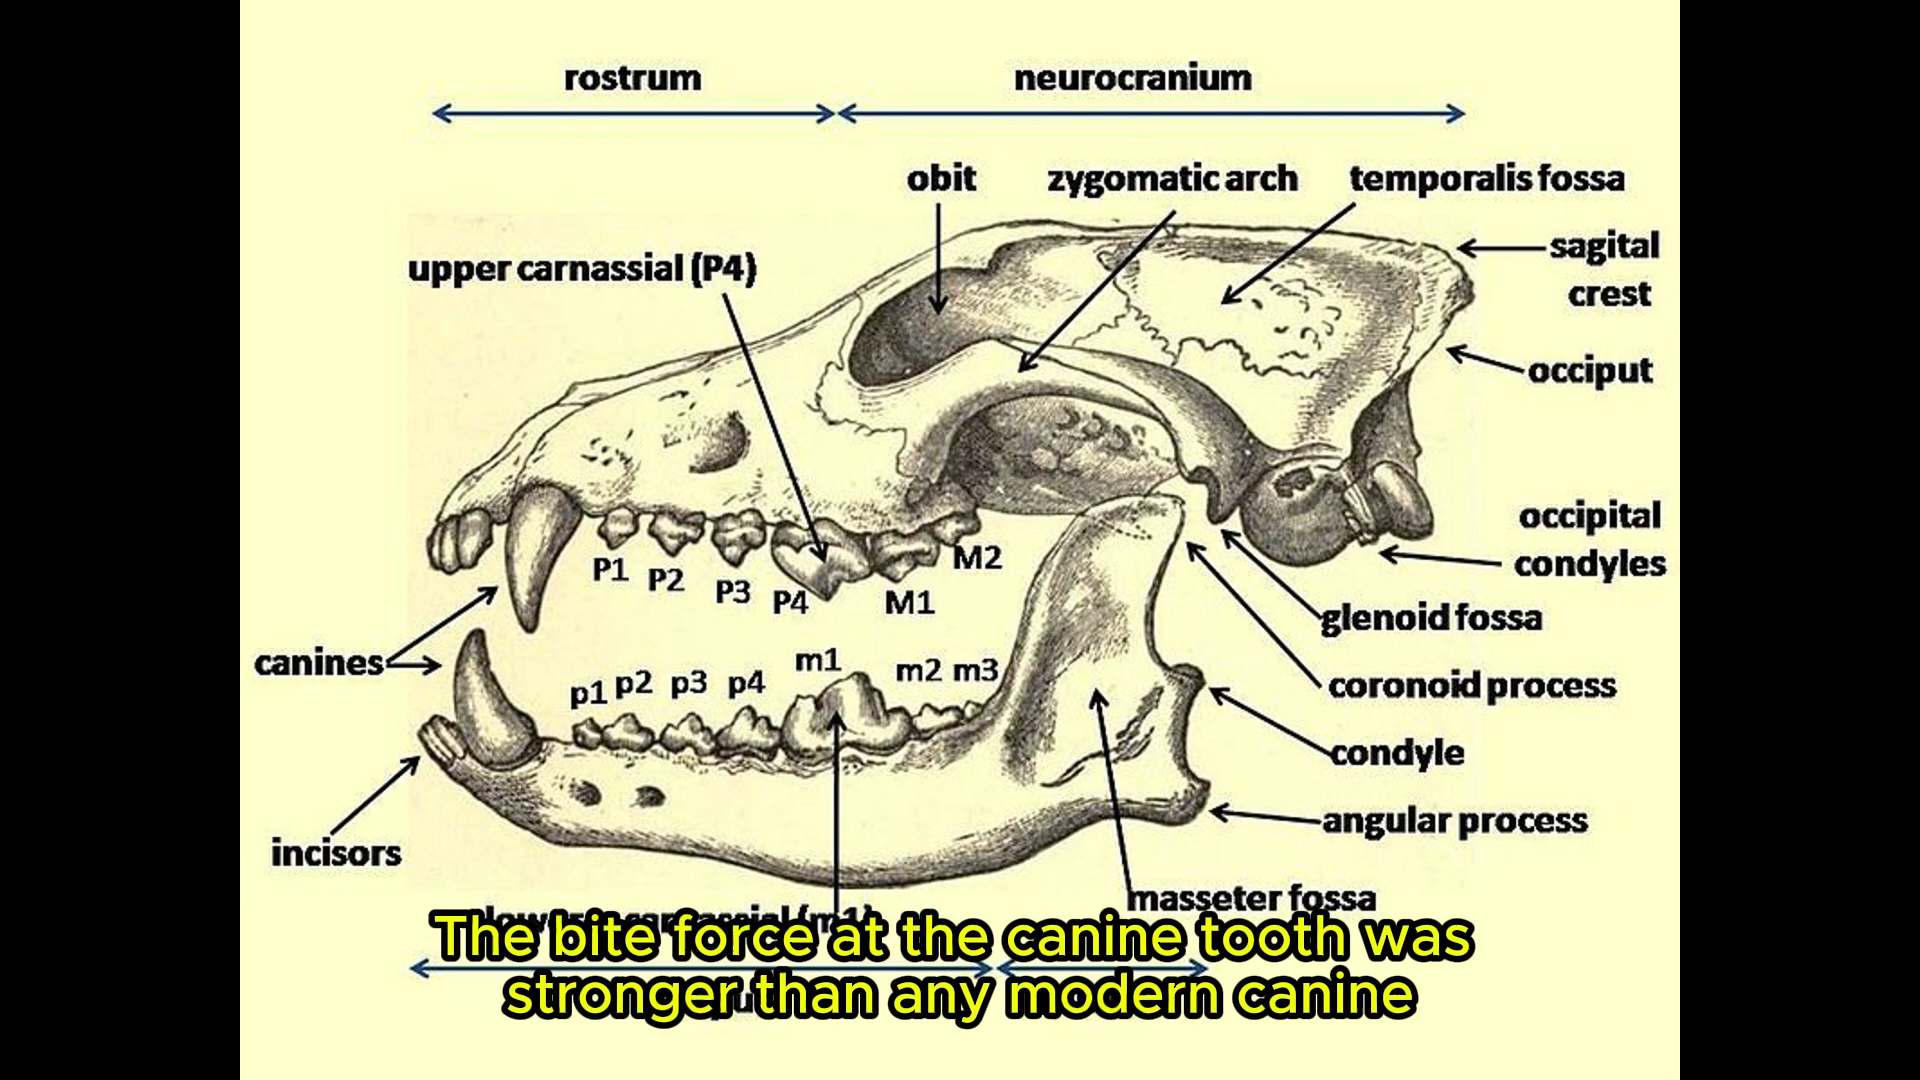 rostrum
neurocranium
obit
zygomatic arch
temporalis fossa
sagital
crest
upper carnassial (P4)
occiput
occipital
condyles
P1
P2
P3
P4
M1
M2
glenoid fossa
canines
m1
m2
m3
p1
p2
p3
p4
coronoid process
condyle
angular process
incisors
masseter fossa
carnassial (m1)
The bite force at the canine tooth was
stronger than any modern canine